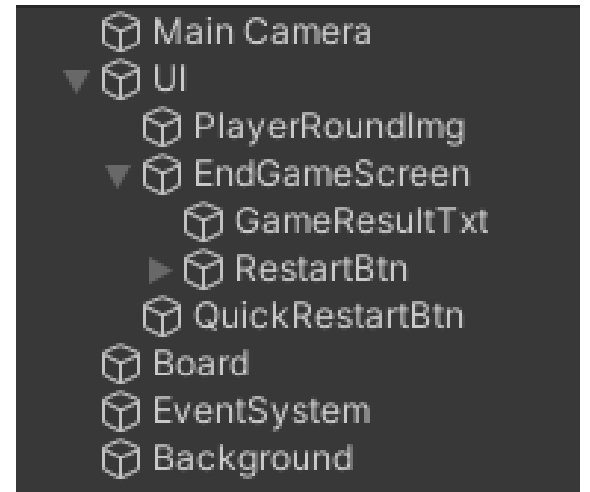 Main Camera
UI
PlayerRoundImg
EndGameScreen
GameResultTxt
RestartBtn
QuickRestartBtn
Board
EventSystem
Background